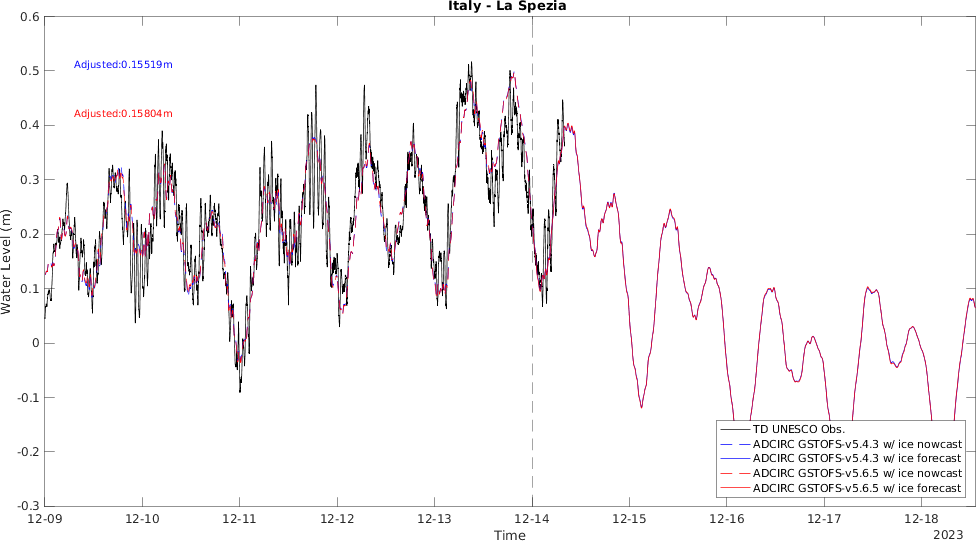 Italy - La Spezia
0.6
0.5
0.4
0.3
0.2
0.1
0
-0.1
-0.2
-0.3
Water Level (m)
Adjusted:0.15519m
Adjusted:0.15804m
TD UNESCO Obs.
ADCIRC GSTOFS-v5.4.3 w/ ice nowcast
ADCIRC GSTOFS-v5.4.3 w/ ice forecast
ADCIRC GSTOFS-v5.6.5 w/ ice nowcast
ADCIRC GSTOFS-v5.6.5 w/ ice forecast
12-09 12-10 12-11 12-12 12-13 12-14 12-15 12-16 12-17 12-18
Time
2023